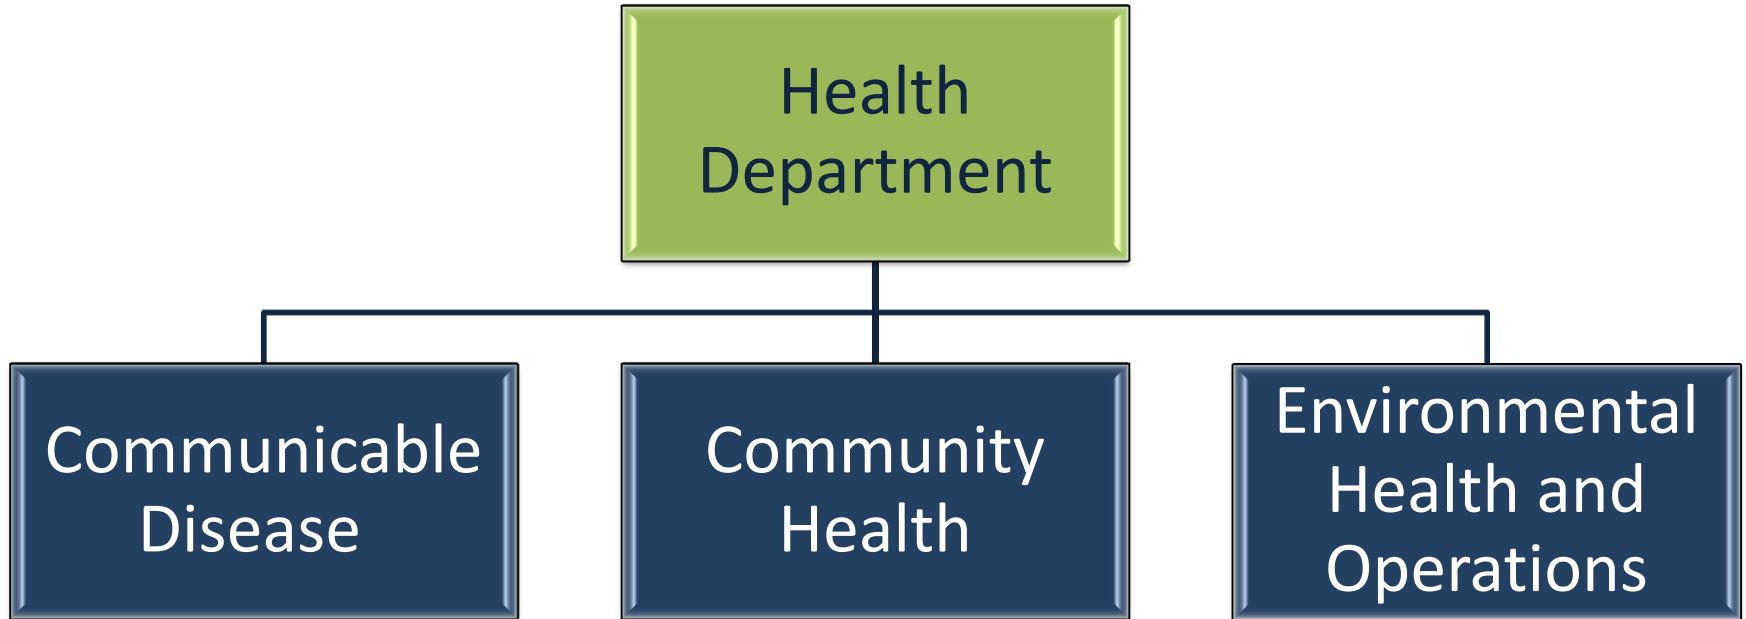 Health
Department
Communicable
Disease
Community
Health
Environmental
Health and
Operations